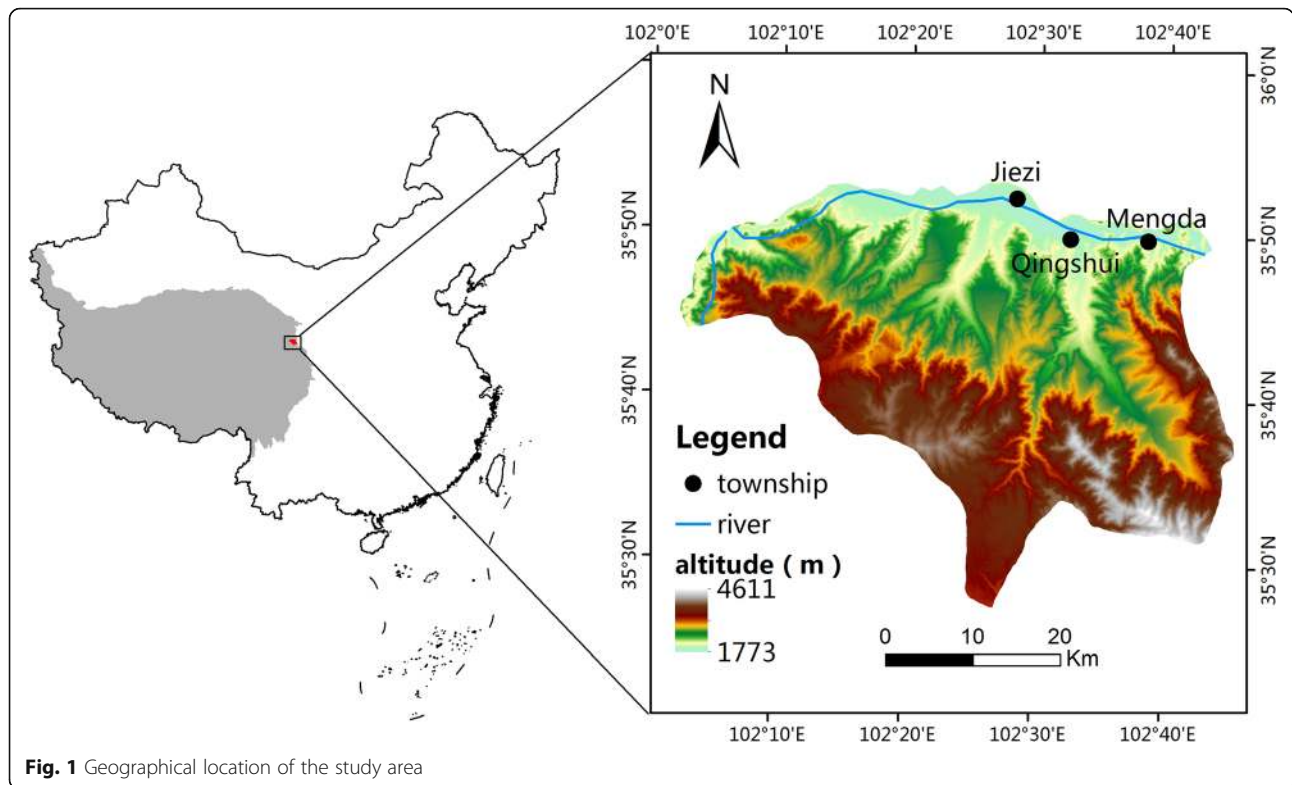 102°0'E 102°10'E 102°20'E 102°30'E 102°40'E
36°0'N
35°50'N
35°40'N
35°30'N
35°50'N
35°40'N
35°30'N
N
Jiezi
Mengda
Qingshui
Legend
township
river
altitude ( m )
4611
1773
0 10 20
Km
102°10'E 102°20'E 102°30'E 102°40'E
Fig. 1 Geographical location of the study area